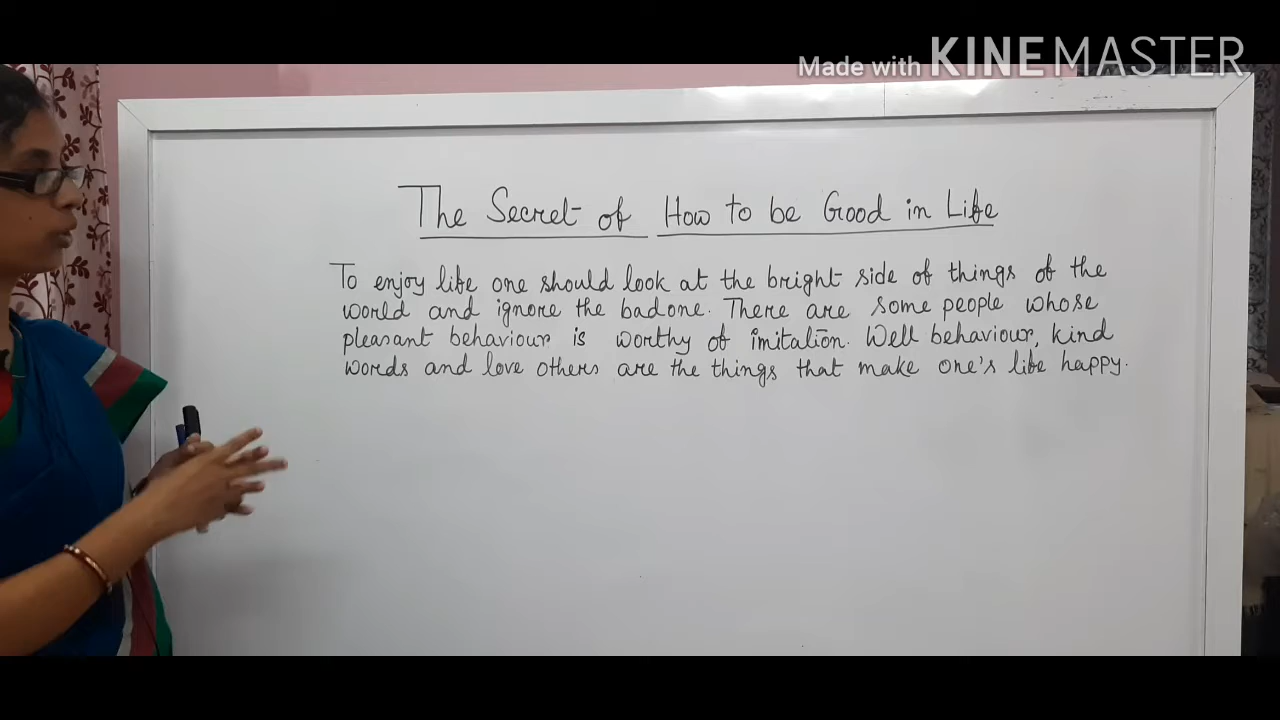 Made with KINEMASTER
The Secret of How to be Good in Life
To enjoy life one should look at the bright side of things of the
world and ignore the bad one. There are some people whose
pleasant behaviour is worthy of imitation. Well behaviour, kind
words and love others are the things that make one's life happy.